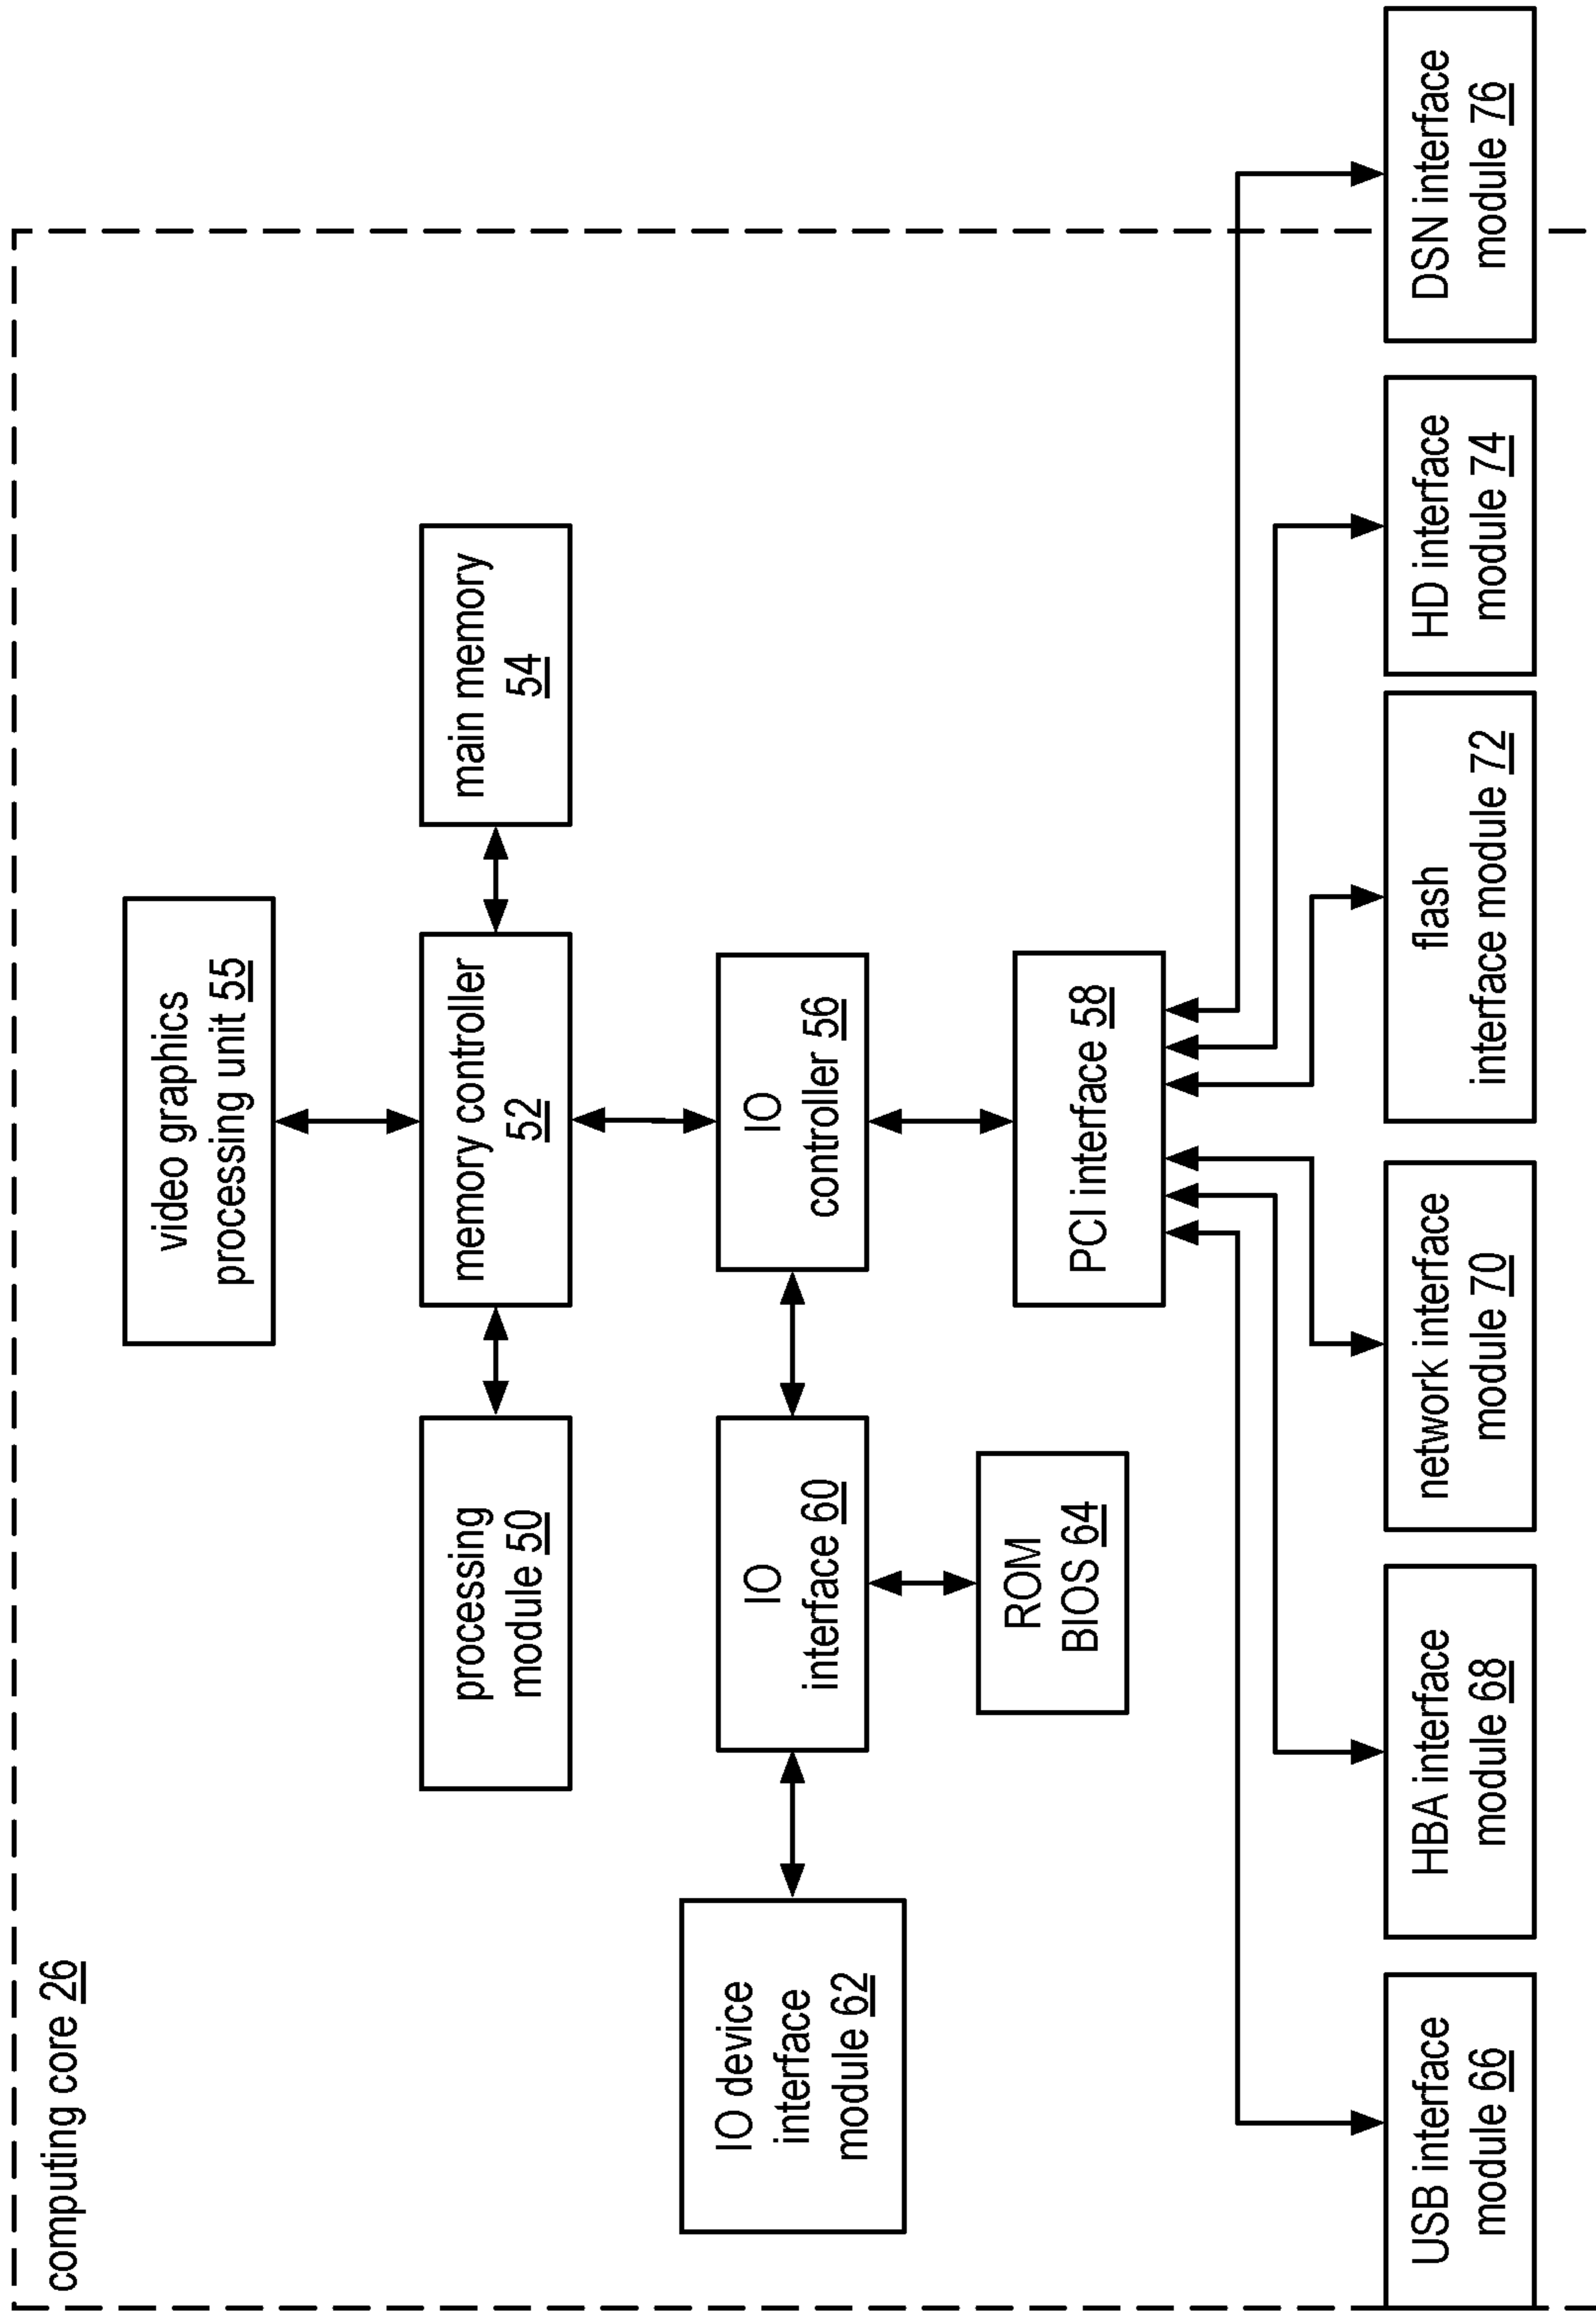 computing core 26
video graphics
processing unit 55
processing
module 50
memory controller
52
main memory
54
IO device
interface
module 62
IO
interface 60
IO
controller 56
ROM
BIOS 64
PCI interface 58
USB interface
module 66
HBA interface
module 68
network interface
module 70
flash
interface module 72
HD interface
module 74
DSN interface
module 76